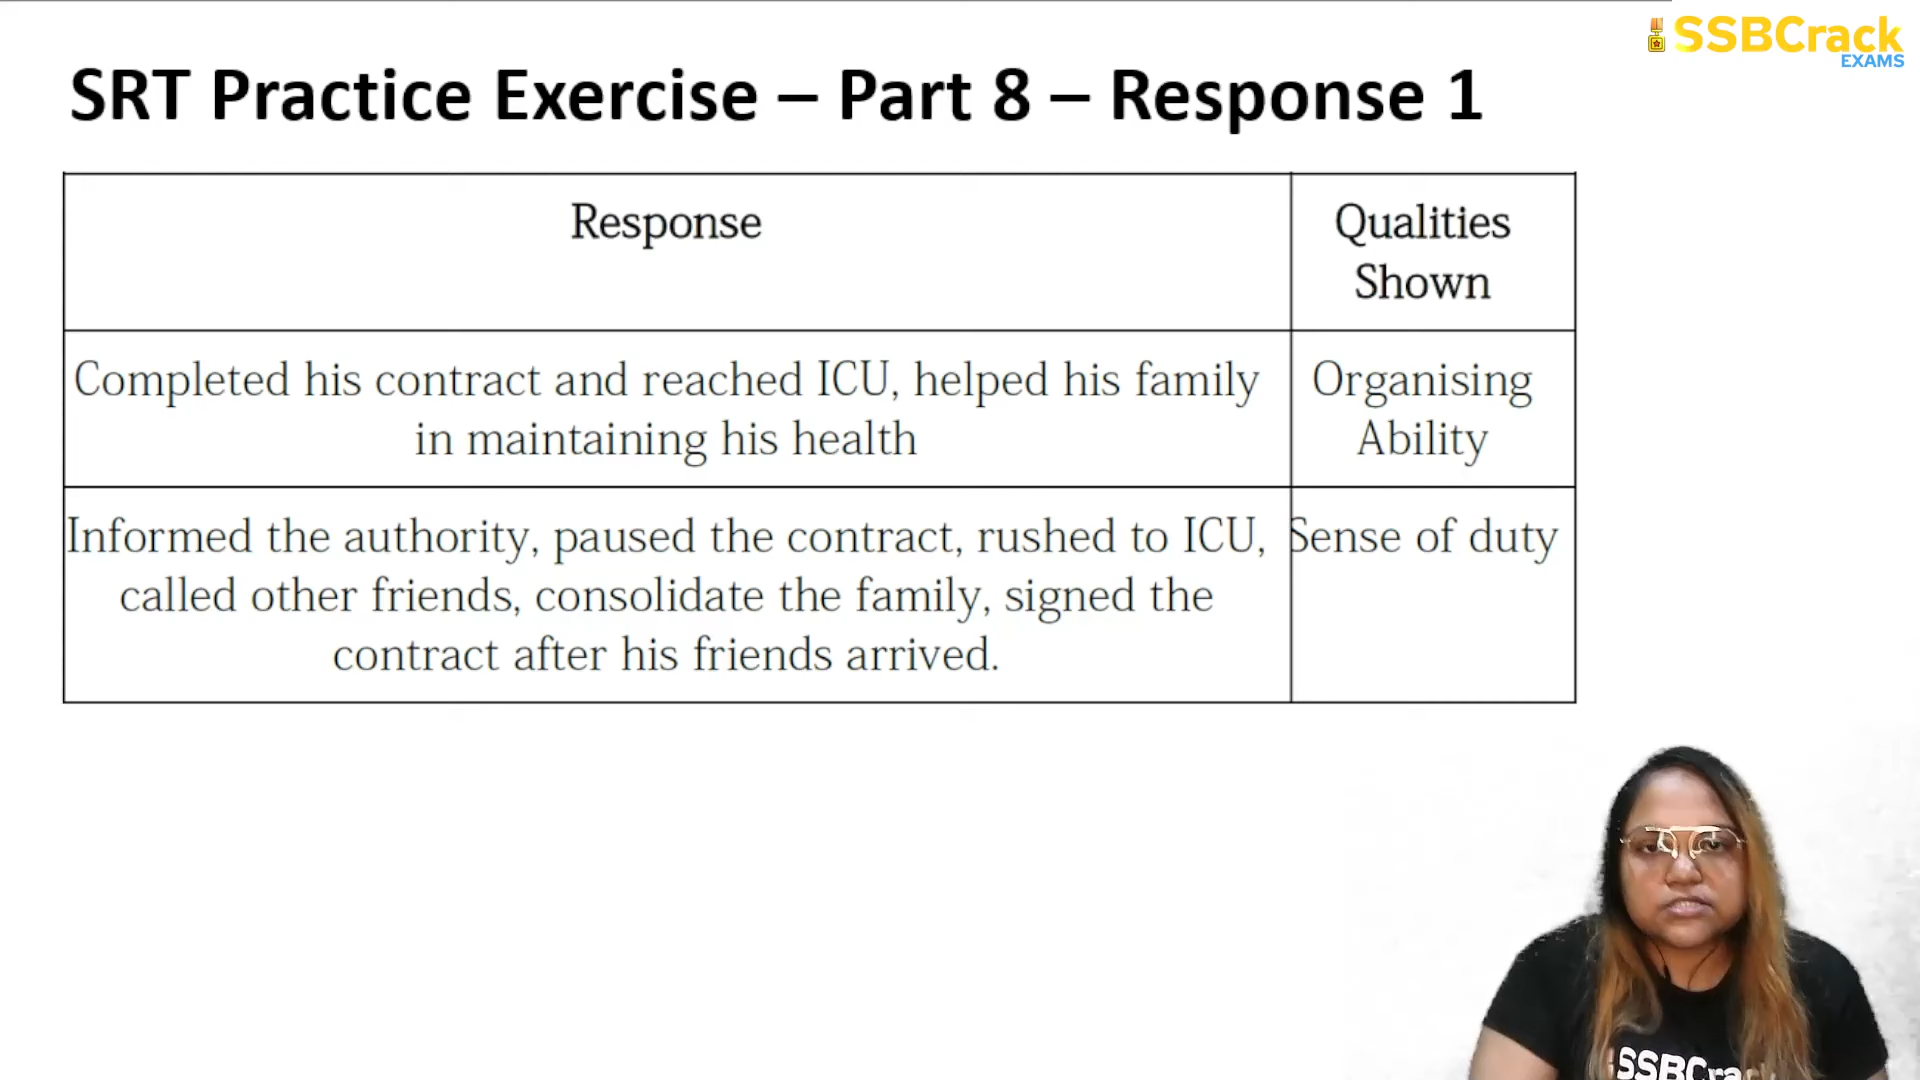 SSBCrack
EXAMS
SRT Practice Exercise – Part 8 – Response 1
Response
Qualities
Shown
Completed his contract and reached ICU, helped his family
in maintaining his health
Organising
Ability
Informed the authority, paused the contract, rushed to ICU,
called other friends, consolidate the family, signed the
contract after his friends arrived.
Sense of duty
SSBCrac